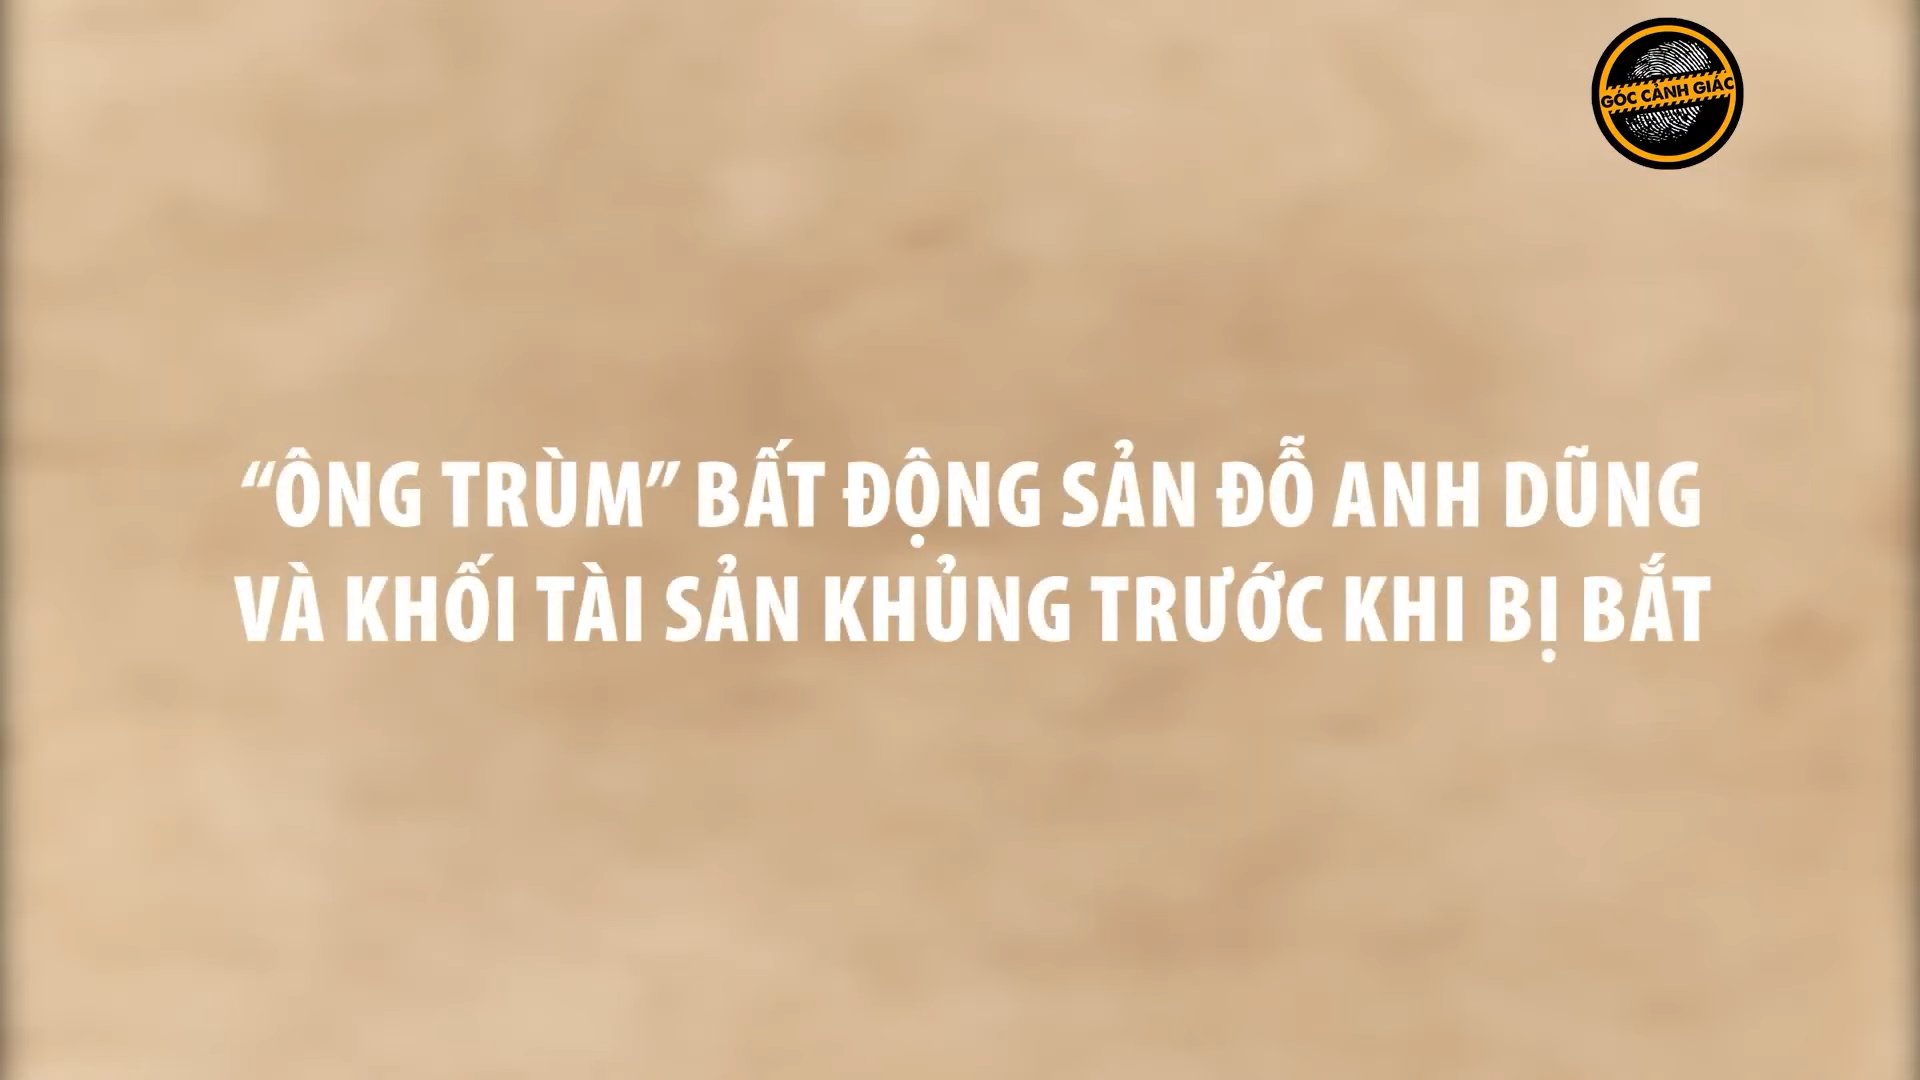 GÓC CẢNH GIÁC
“ÔNG TRÙM” BẤT ĐỘNG SẢN ĐỖ ANH DŨNG
VÀ KHỐI TÀI SẢN KHỦNG TRƯỚC KHI BỊ BẮT